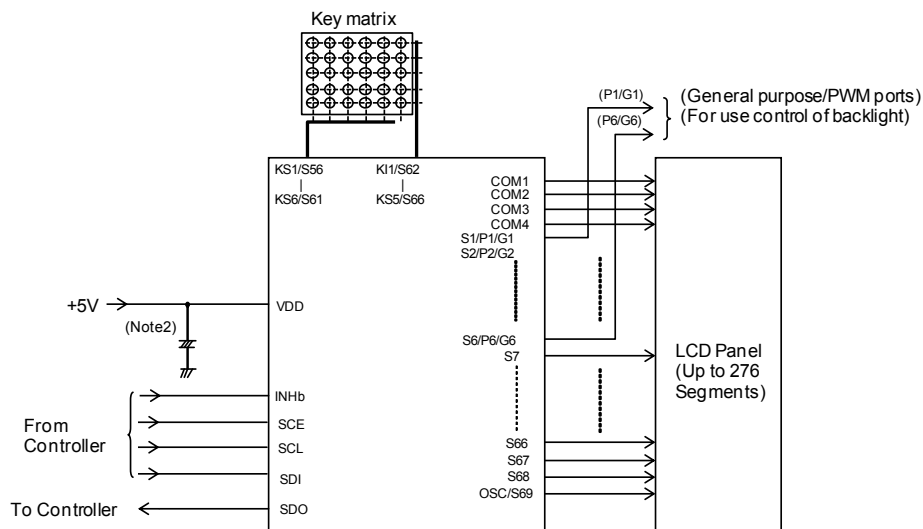 Key matrix
(P1/G1)
(P6/G6)
(General purpose/PWM ports)
(For use control of backlight)
KS1/S56
|
KS6/S61
KI1/S62
|
KS5/S66
COM1
COM2
COM3
COM4
S1/P1/G1
S2/P2/G2
+5V
VDD
(Note2)
S6/P6/G6
S7
LCD Panel
(Up to 276
Segments)
From
Controller
INHb
SCE
SCL
SDI
S66
S67
S68
OSC/S69
To Controller
SDO